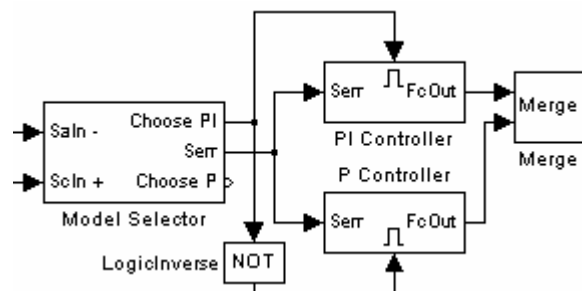 Choose PI
SaIn -
Serr
ScIn +
Choose P
Model Selector
LogicInverse
NOT
Serr
FcOut
PI Controller
P Controller
Serr
FcOut
Merge
Merge